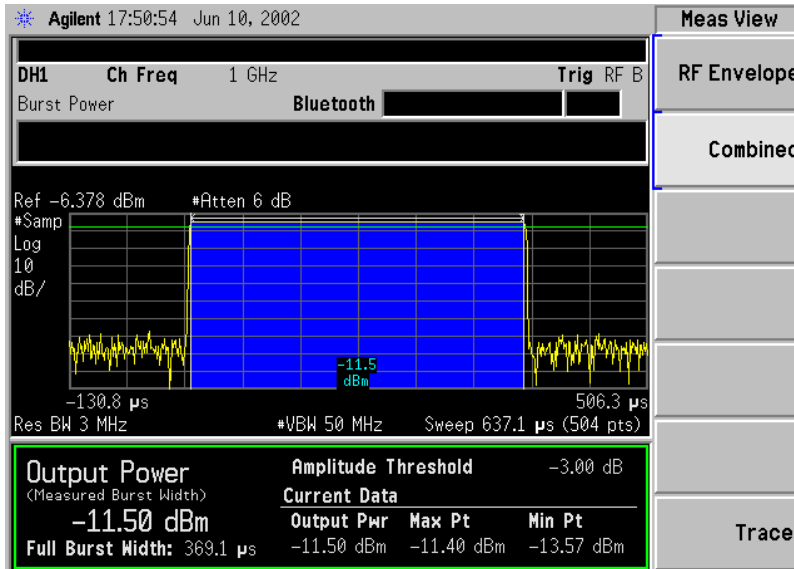 Agilent 17:50:54 Jun 10, 2002
Meas View
DH1 Ch Freq 1 GHz Trig RF B
Burst Power Bluetooth
RF Envelope
Combined
Ref -6.378 dBm #Atten 6 dB
#Samp
Log
10
dB/
-11.5
dBm
-130.8 µs 506.3 µs
Res BW 3 MHz #VBW 50 MHz Sweep 637.1 µs (504 pts)
Output Power
(Measured Burst Width)
-11.50 dBm
Full Burst Width: 369.1 µs
Amplitude Threshold -3.00 dB
Current Data
Output Pwr Max Pt Min Pt
-11.50 dBm -11.40 dBm -13.57 dBm
Trace